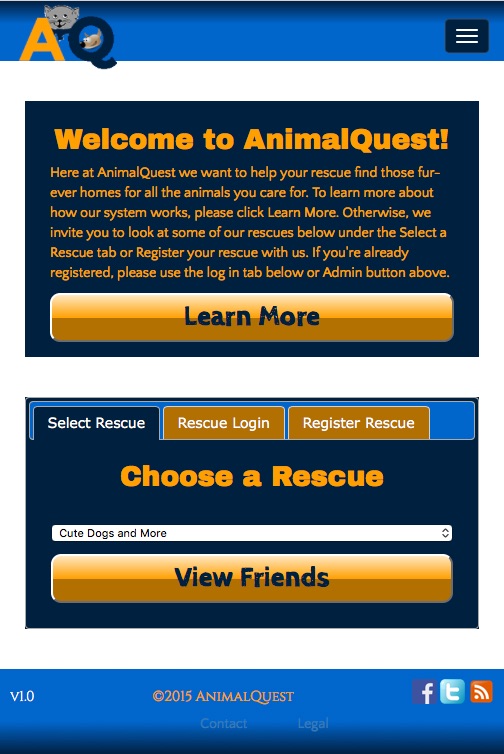 AQ
Welcome to AnimalQuest!
Here at AnimalQuest we want to help your rescue find those fur-
ever homes for all the animals you care for. To learn more about
how our system works, please click Learn More. Otherwise, we
invite you to look at some of our rescues below under the Select a
Rescue tab or Register your rescue with us. If you're already
registered, please use the log in tab below or Admin button above.
Learn More
Select Rescue Rescue Login Register Rescue
Choose a Rescue
Cute Dogs and More
View Friends
v1.0 ©2015 AnimalQuest
Contact Legal